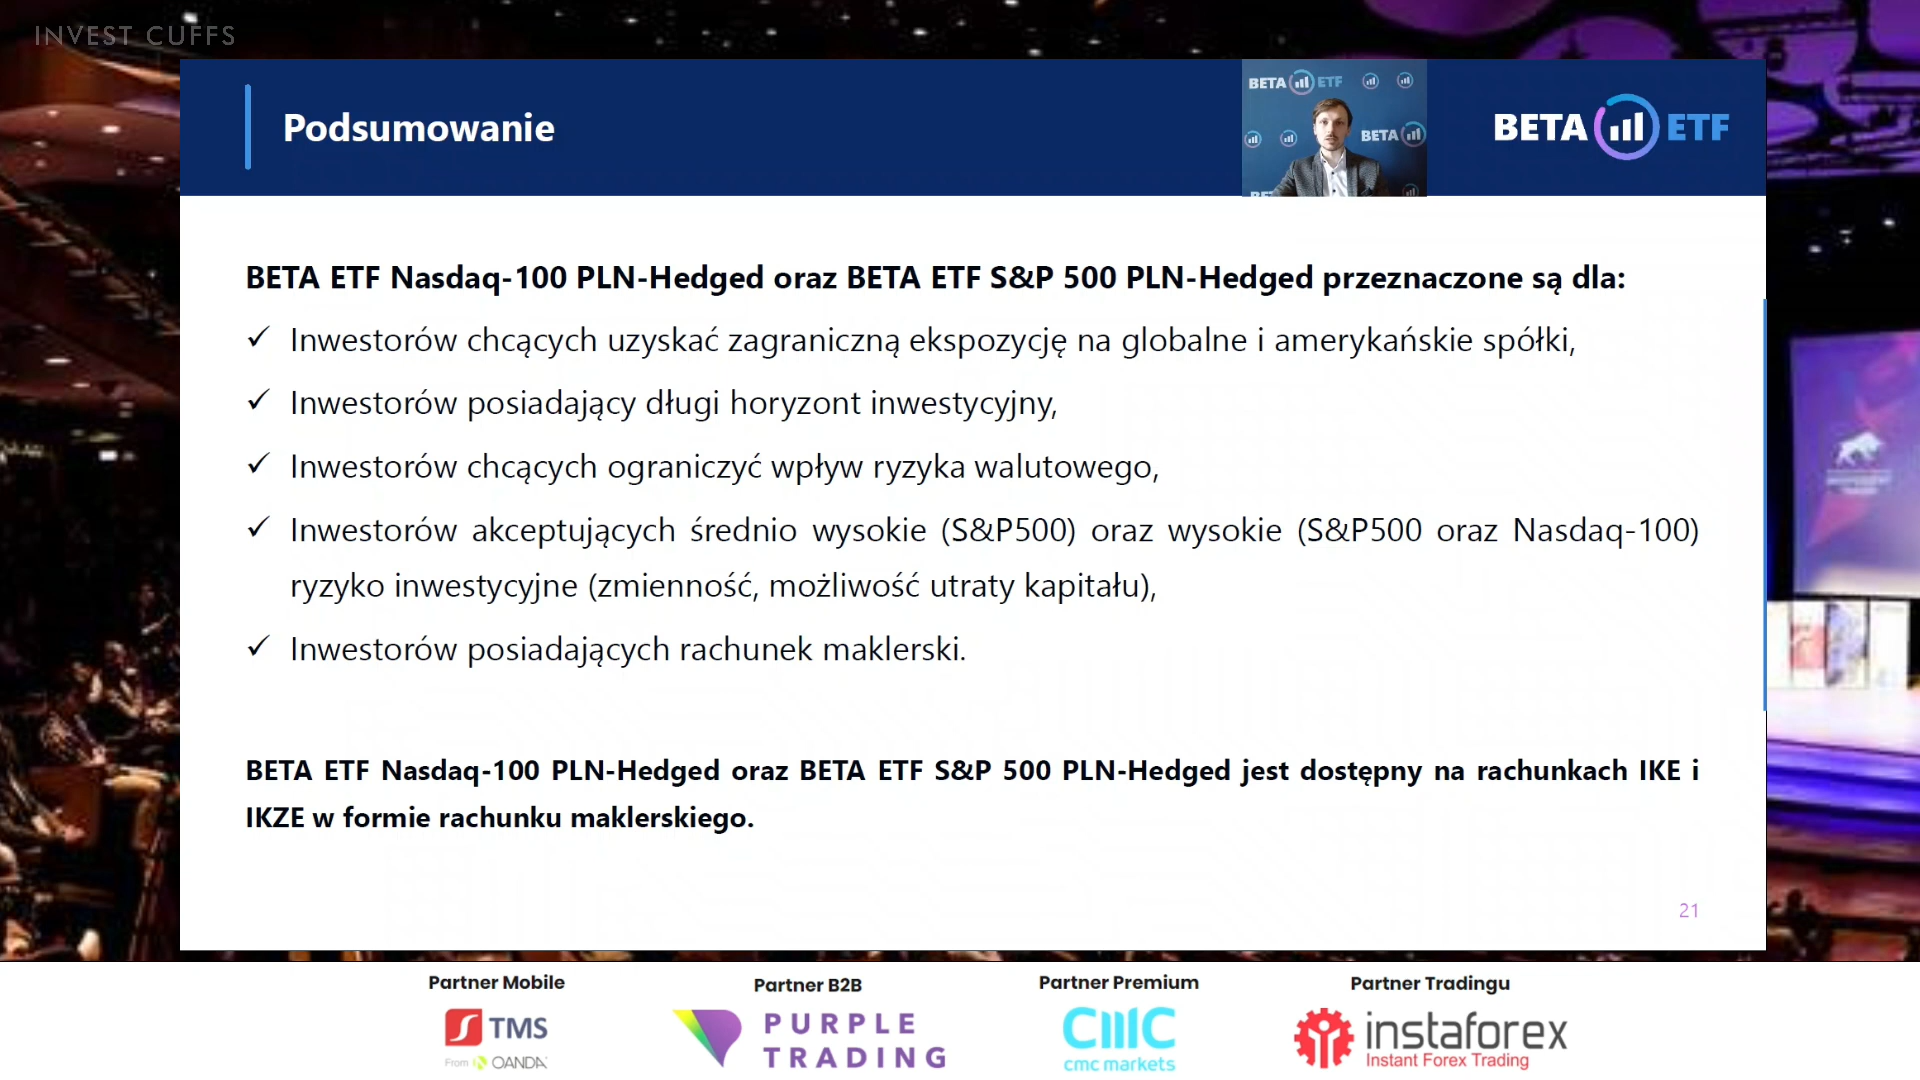 INVEST CUFFS
Podsumowanie
BETA ETF
BETA
BETA ETF
BETA ETF Nasdaq-100 PLN-Hedged oraz BETA ETF S&P 500 PLN-Hedged przeznaczone są dla:
✓ Inwestorów chcących uzyskać zagraniczną ekspozycję na globalne i amerykańskie spółki,
✓ Inwestorów posiadający długi horyzont inwestycyjny,
✓ Inwestorów chcących ograniczyć wpływ ryzyka walutowego,
✓ Inwestorów akceptujących średnio wysokie (S&P500) oraz wysokie (S&P500 oraz Nasdaq-100)
ryzyko inwestycyjne (zmienność, możliwość utraty kapitału),
✓ Inwestorów posiadających rachunek maklerski.
BETA ETF Nasdaq-100 PLN-Hedged oraz BETA ETF S&P 500 PLN-Hedged jest dostępny na rachunkach IKE i
IKZE w formie rachunku maklerskiego.
21
Partner Mobile
TMS
From OANDA
Partner B2B
PURPLE
TRADING
Partner Premium
cmc
cmc markets
Partner Tradingu
instaforex
Instant Forex Trading